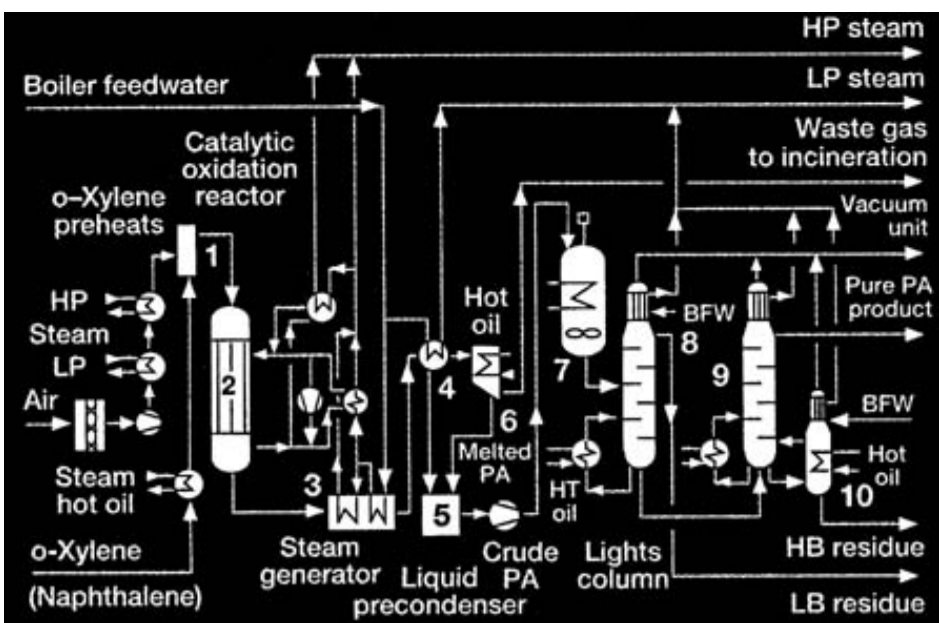 HP steam
Boiler feedwater
LP steam
Catalytic
oxidation
reactor
Waste gas
to incineration
o–Xylene
preheats
Vacuum
unit
1
HP
Steam
LP
Hot
oil
BFW
Pure PA
product
2
4
7
8
9
Air
6
BFW
Melted
PA
Steam
hot oil
3
5
HT
oil
Hot
oil
10
o-Xylene
(Naphthalene)
Steam
generator
Liquid
precondenser
Crude
PA
Lights
column
HB residue
LB residue